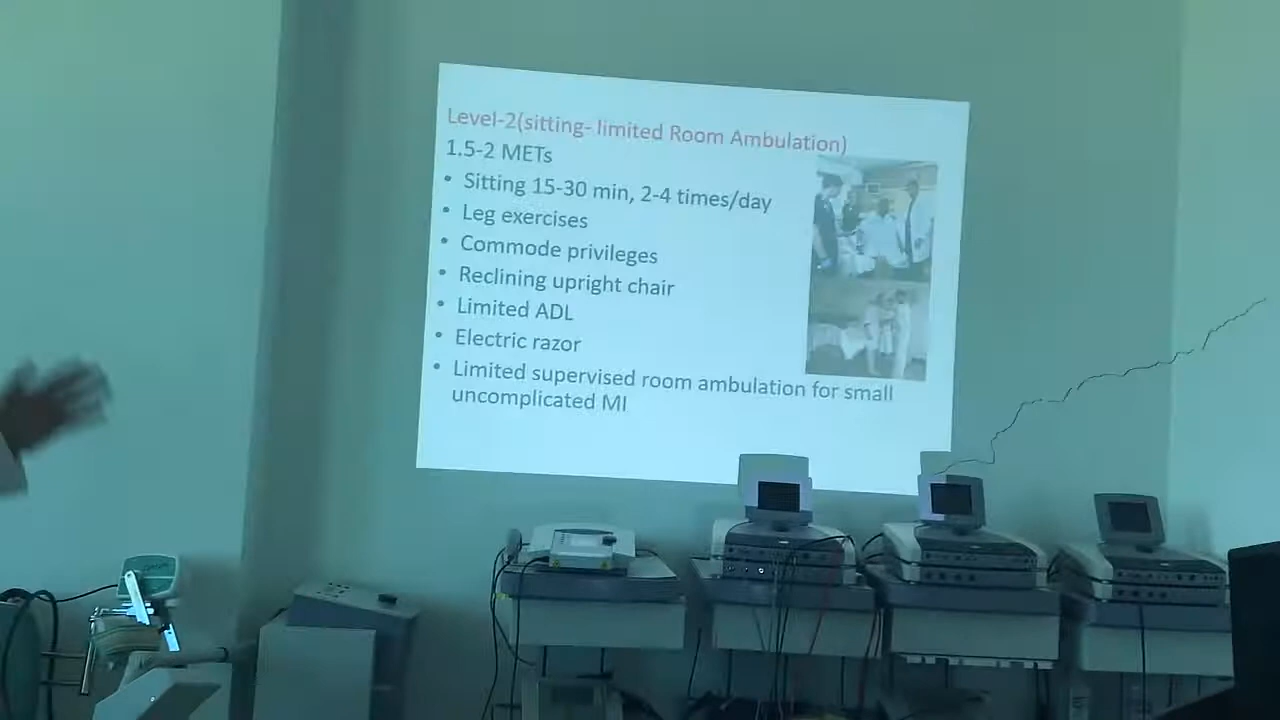 Level-2(sitting- limited Room Ambulation)
1.5-2 METs
• Sitting 15-30 min, 2-4 times/day
• Leg exercises
• Commode privileges
• Reclining upright chair
• Limited ADL
• Electric razor
• Limited supervised room ambulation for small
uncomplicated MI